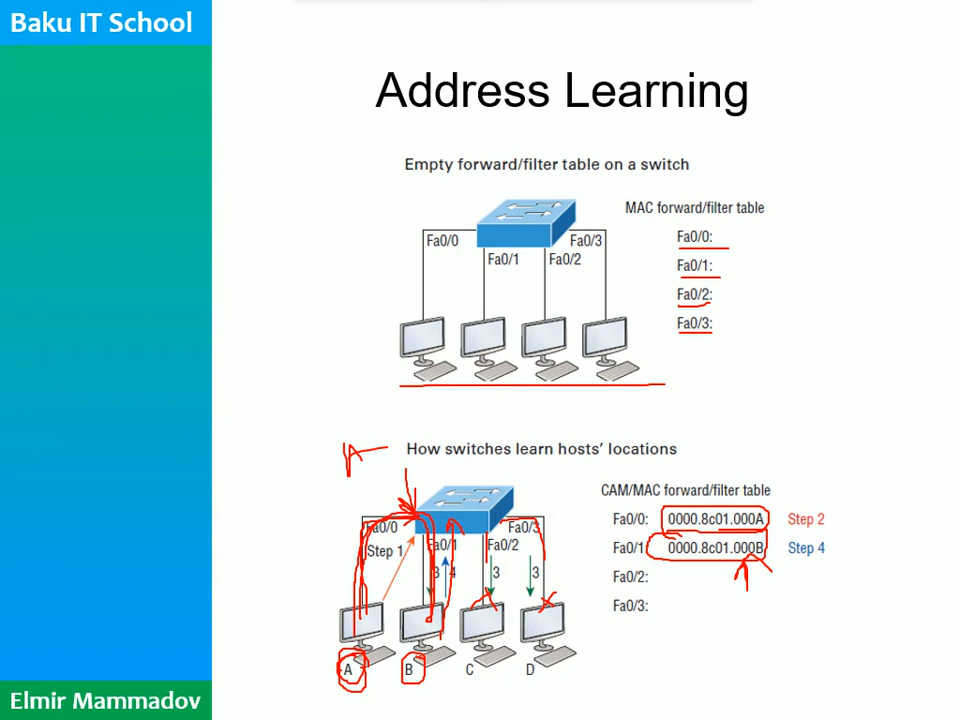 Baku IT School
Address Learning
Empty forward/filter table on a switch
MAC forward/filter table
Fa0/0:
Fa0/1:
Fa0/2:
Fa0/3:
Fa0/0
Fa0/3
Fa0/1
Fa0/2
How switches learn hosts' locations
CAM/MAC forward/filter table
Fa0/0: 0000.8c01.000A Step 2
Fa0/1 0000.8c01.000B Step 4
Fa0/2:
Fa0/3:
Fa0/0
Fa0/3
Step 1
Fa0/1
Fa0/2
3 4 3 3
A B C D
Elmir Mammadov